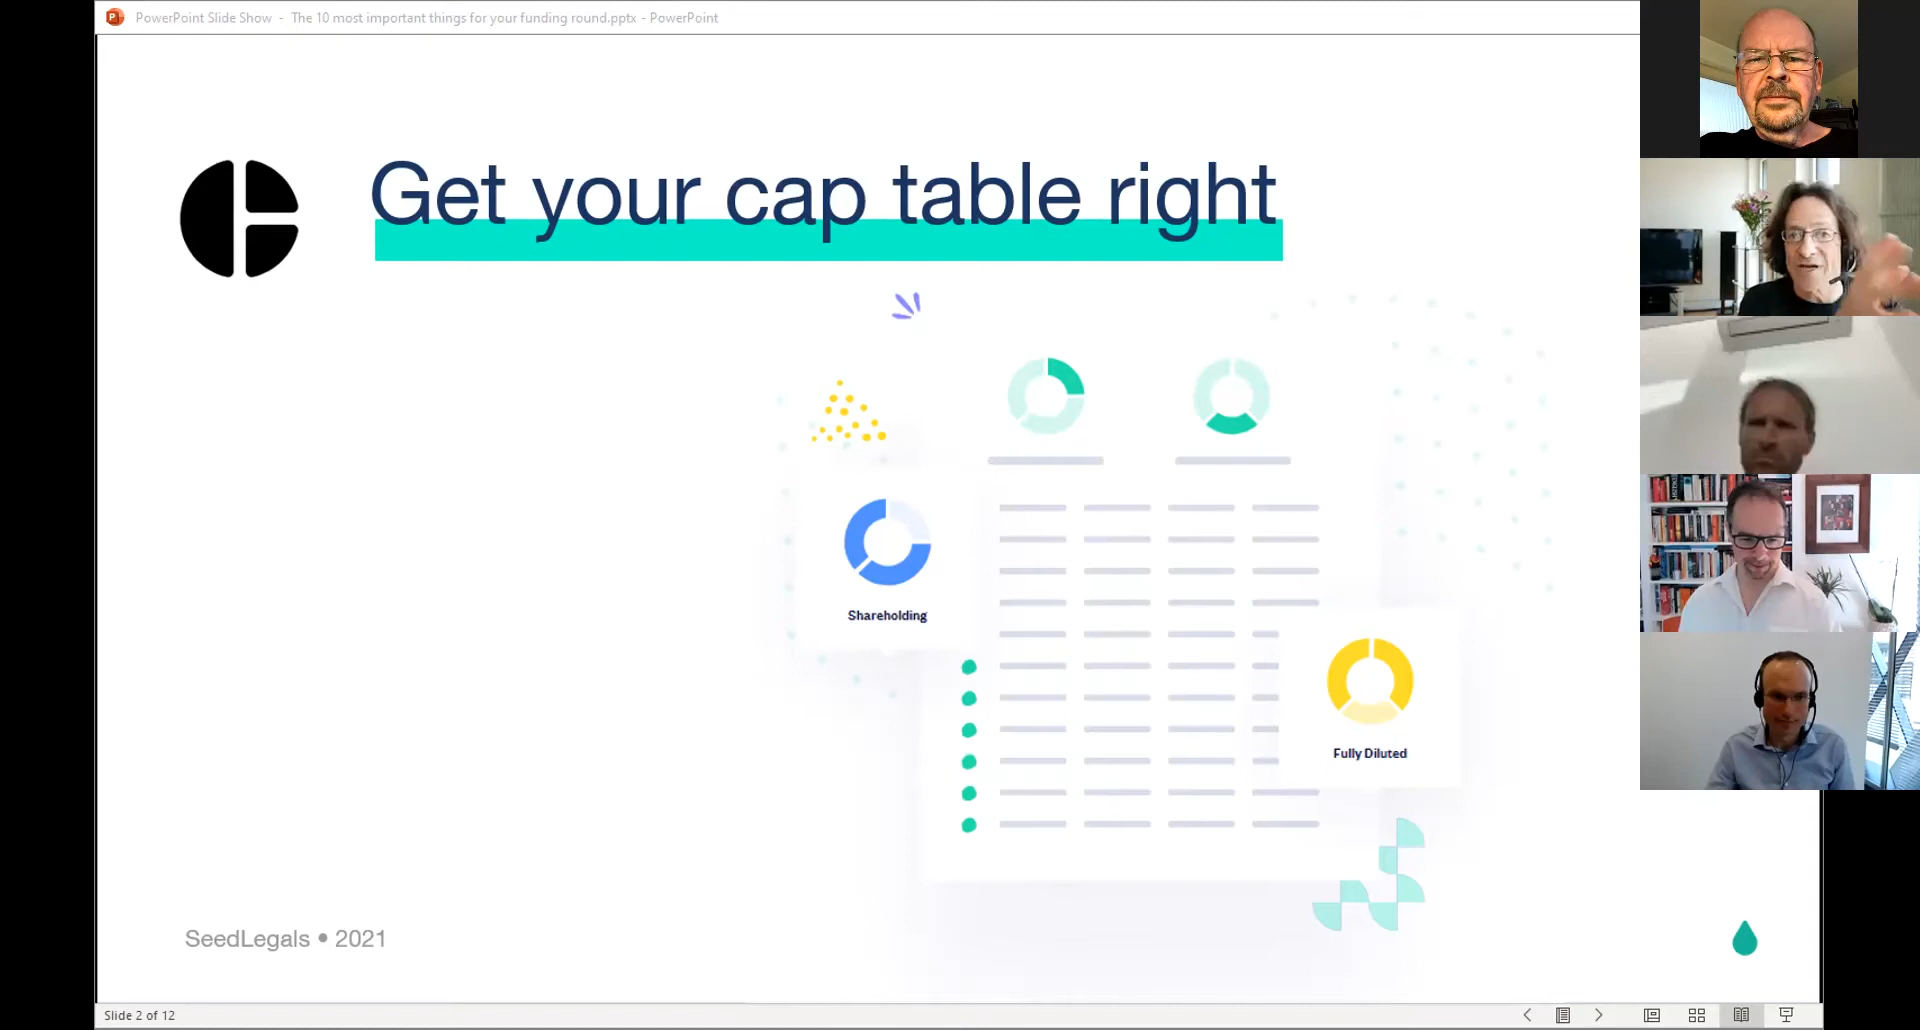 PowerPoint Slide Show - The 10 most important things for your funding round.pptx - PowerPoint
Get your cap table right
Shareholding
Fully Diluted
SeedLegals • 2021
Slide 2 of 12